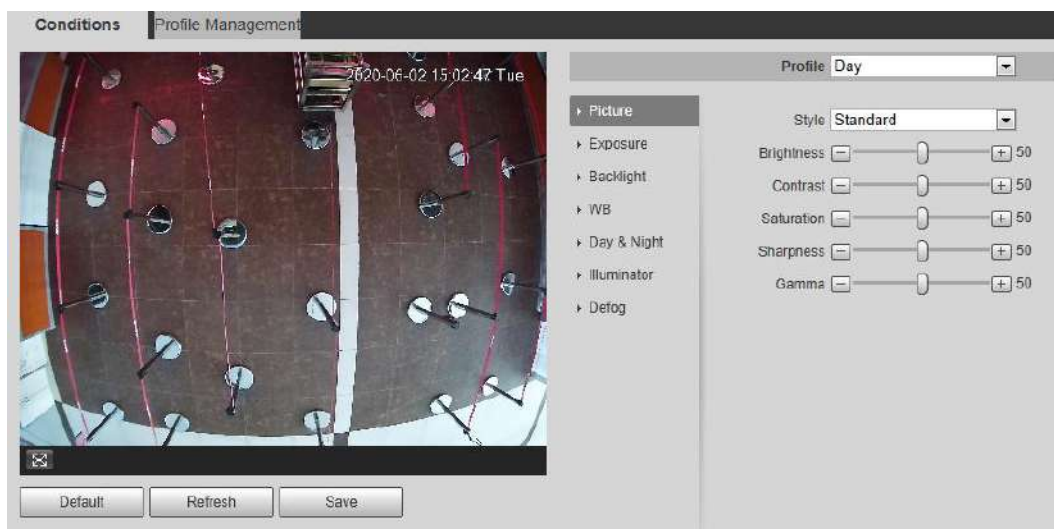 Conditions
Profile Management
2020-06-02 15:02:47 Tue
Profile Day
Picture
Exposure
Backlight
WB
Day & Night
Illuminator
Defog
Style Standard
Brightness 50
Contrast 50
Saturation 50
Sharpness 50
Gamma 50
Default Refresh Save